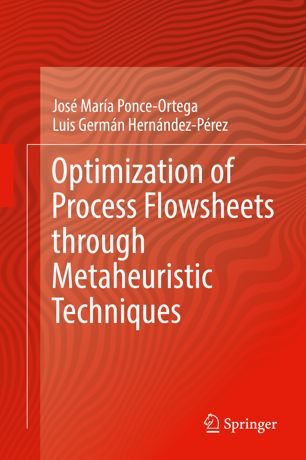 José María Ponce-Ortega
Luis Germán Hernández-Pérez
Optimization of
Process Flowsheets
through
Metaheuristic
Techniques
Springer